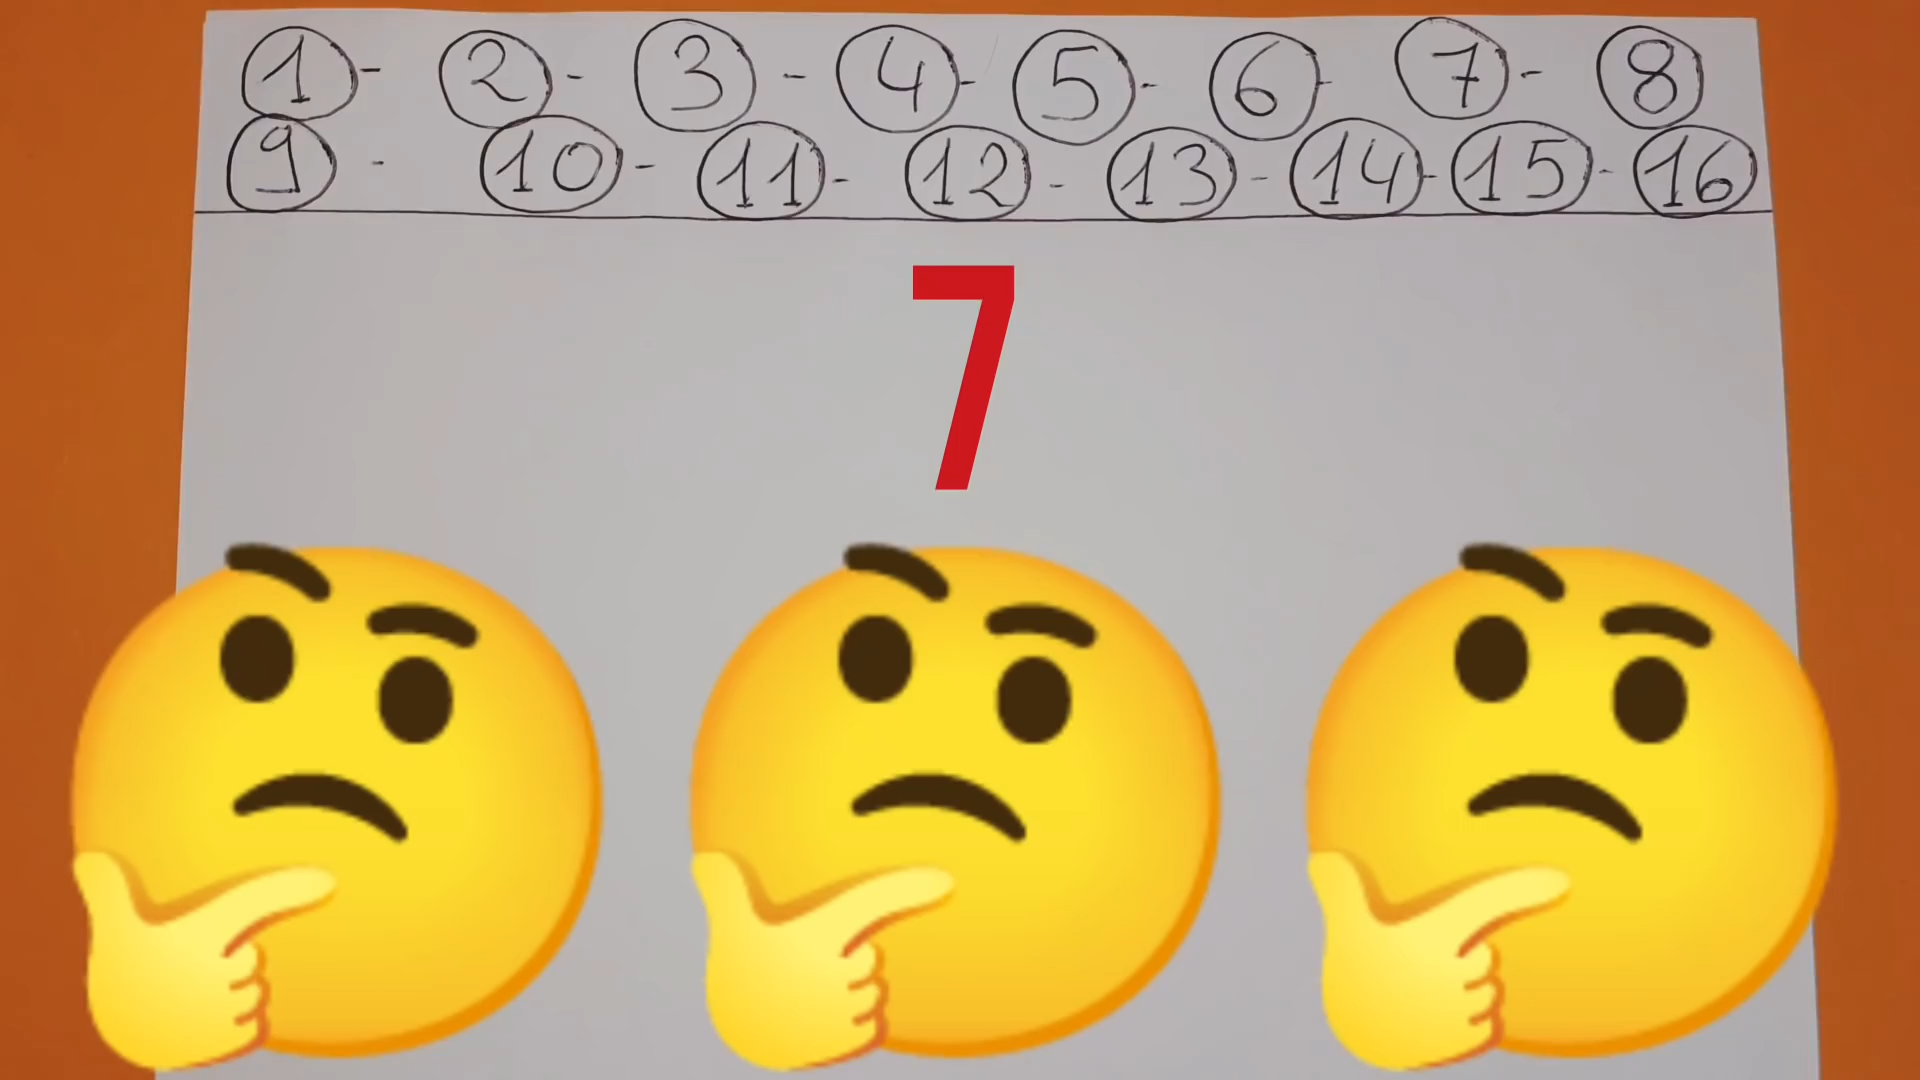 1- 2- 3- 4- 5- 6- 7- 8
9- 10- 11- 12- 13- 14- 15- 16
7